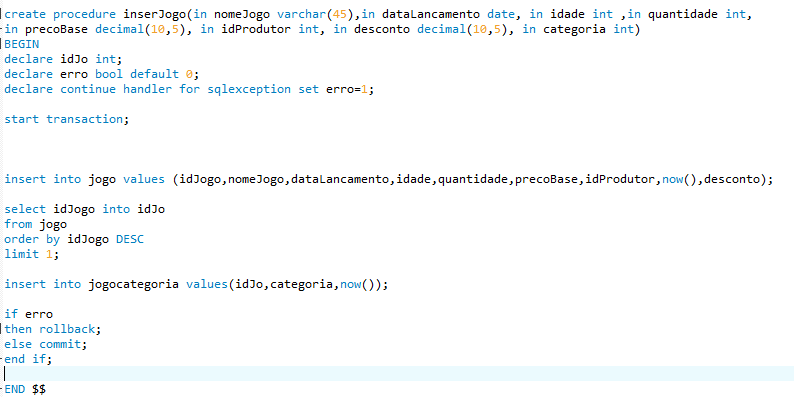 create procedure inserJogo(in nomeJogo varchar(45),in dataLancamento date, in idade int ,in quantidade int,
in precoBase decimal(10,5), in idProdutor int, in desconto decimal(10,5), in categoria int)
BEGIN
declare idJo int;
declare erro bool default 0;
declare continue handler for sqlexception set erro=1;
start transaction;
insert into jogo values (idJogo,nomeJogo,dataLancamento,idade,quantidade,precoBase,idProdutor,now(),desconto);
select idJogo into idJo
from jogo
order by idJogo DESC
limit 1;
insert into jogocategoria values(idJo,categoria,now());
if erro
then rollback;
else commit;
end if;
END $$